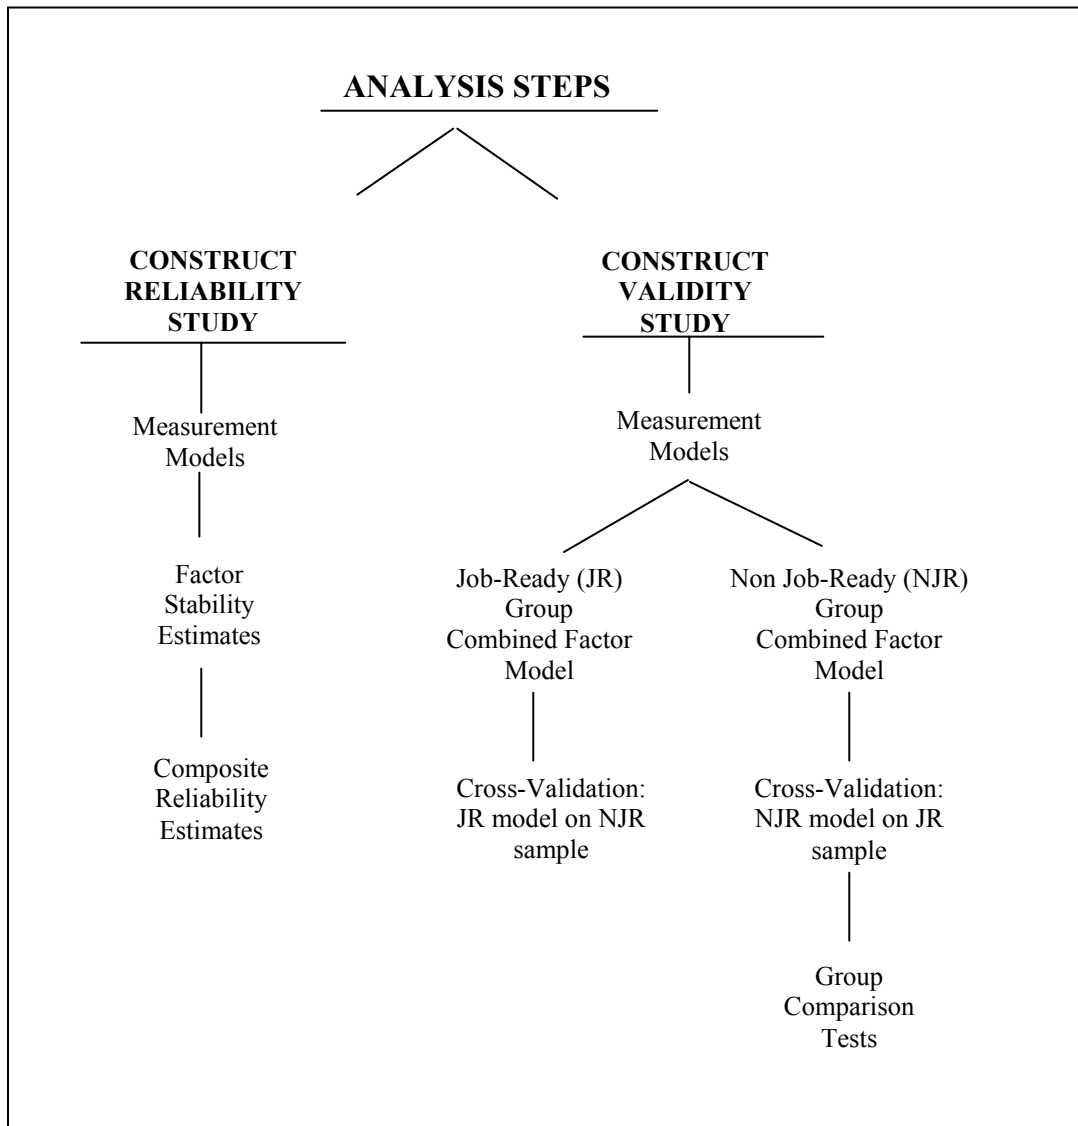 ANALYSIS STEPS
CONSTRUCT
RELIABILITY
STUDY
Measurement
Models
Factor
Stability
Estimates
Composite
Reliability
Estimates
CONSTRUCT
VALIDITY
STUDY
Measurement
Models
Job-Ready (JR)
Group
Combined Factor
Model
Cross-Validation:
JR model on NJR
sample
Non Job-Ready (NJR)
Group
Combined Factor
Model
Cross-Validation:
NJR model on JR
sample
Group
Comparison
Tests